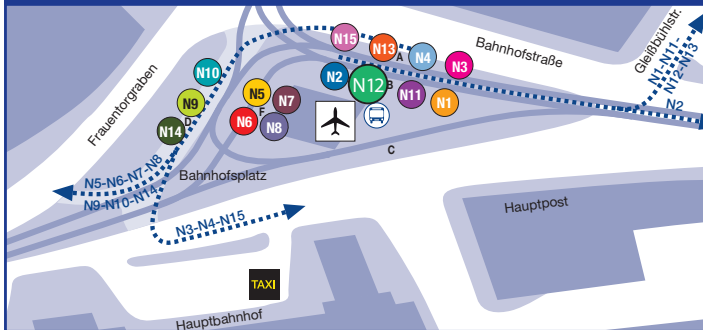 N15
N13
A
N4
N3
Bahnhofstraße
Gleißbühlstr.
N1-N11-
N12-N13
N2
N10
N2
N12
B
N11
N1
N5
N7
F
N6
N8
N9
D
N14
Frauentorgraben
C
N5-N6-N7-N8
N9-N10-N14
Bahnhofsplatz
N3-N4-N15
Hauptpost
TAXI
Hauptbahnhof